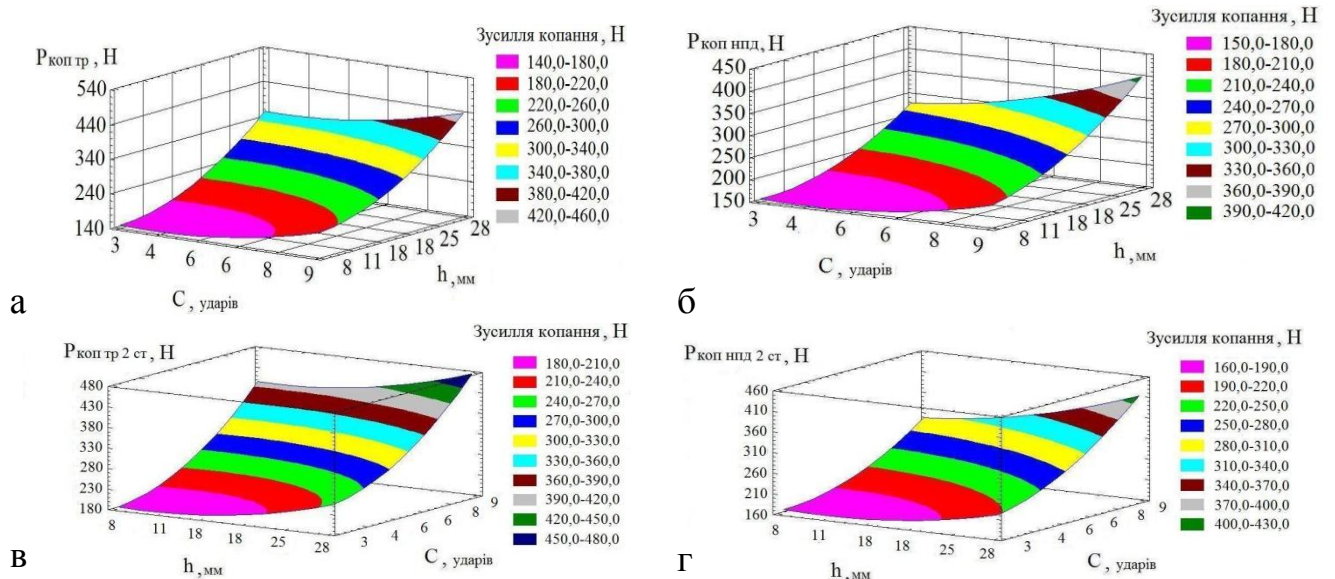 Зусилля копання, Н
Pкоп тр, Н
540
440
340
240
140
3 4 6 6 8 9
8 11 18 18 25 28
h,мм
С, ударів
140,0-180,0
180,0-220,0
220,0-260,0
260,0-300,0
300,0-340,0
340,0-380,0
380,0-420,0
420,0-460,0
а
Зусилля копання, Н
Pкоп нпд, Н
450
400
350
300
250
200
150
3 4 6 6 8 9
8 11 18 18 25 28
h,мм
С, ударів
150,0-180,0
180,0-210,0
210,0-240,0
240,0-270,0
270,0-300,0
300,0-330,0
330,0-360,0
360,0-390,0
390,0-420,0
б
Зусилля копання, Н
Pкоп тр 2 ст, Н
480
430
380
330
280
230
180
8 11 18 18 25 28
3 4 6 6 8 9
С, ударів
h,мм
180,0-210,0
210,0-240,0
240,0-270,0
270,0-300,0
300,0-330,0
330,0-360,0
360,0-390,0
390,0-420,0
420,0-450,0
450,0-480,0
в
Зусилля копання, Н
Pкоп нпд 2 ст, Н
460
410
360
310
260
210
160
8 11 18 18 25 28
3 4 6 6 8 9
С, ударів
h,мм
160,0-190,0
190,0-220,0
220,0-250,0
250,0-280,0
280,0-310,0
310,0-340,0
340,0-370,0
370,0-400,0
400,0-430,0
г